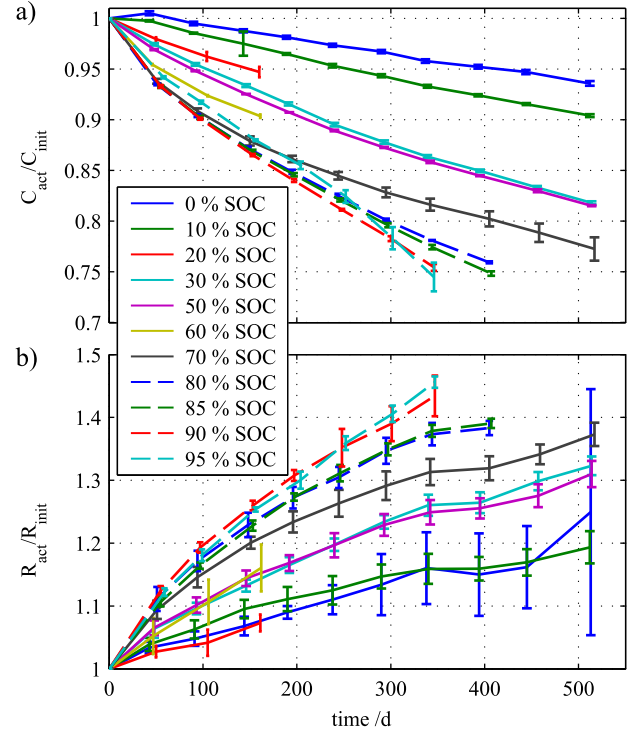 a)
1
0.95
0.9
0.85
0.8
0.75
0.7
C_act/C_init
0 % SOC
10 % SOC
20 % SOC
30 % SOC
50 % SOC
60 % SOC
70 % SOC
80 % SOC
85 % SOC
90 % SOC
95 % SOC
b)
1.5
1.4
1.3
1.2
1.1
1
R_act/R_init
0 100 200 300 400 500
time /d